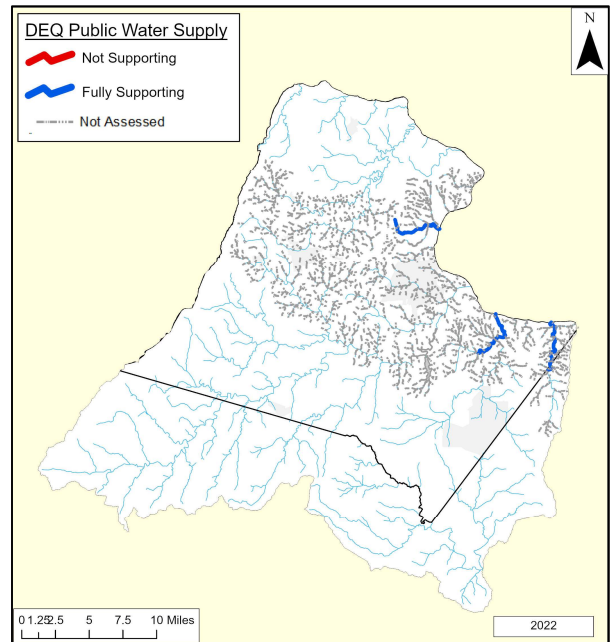 DEQ Public Water Supply
Not Supporting
Fully Supporting
Not Assessed
N
0 1.25 2.5 5 7.5 10 Miles
2022